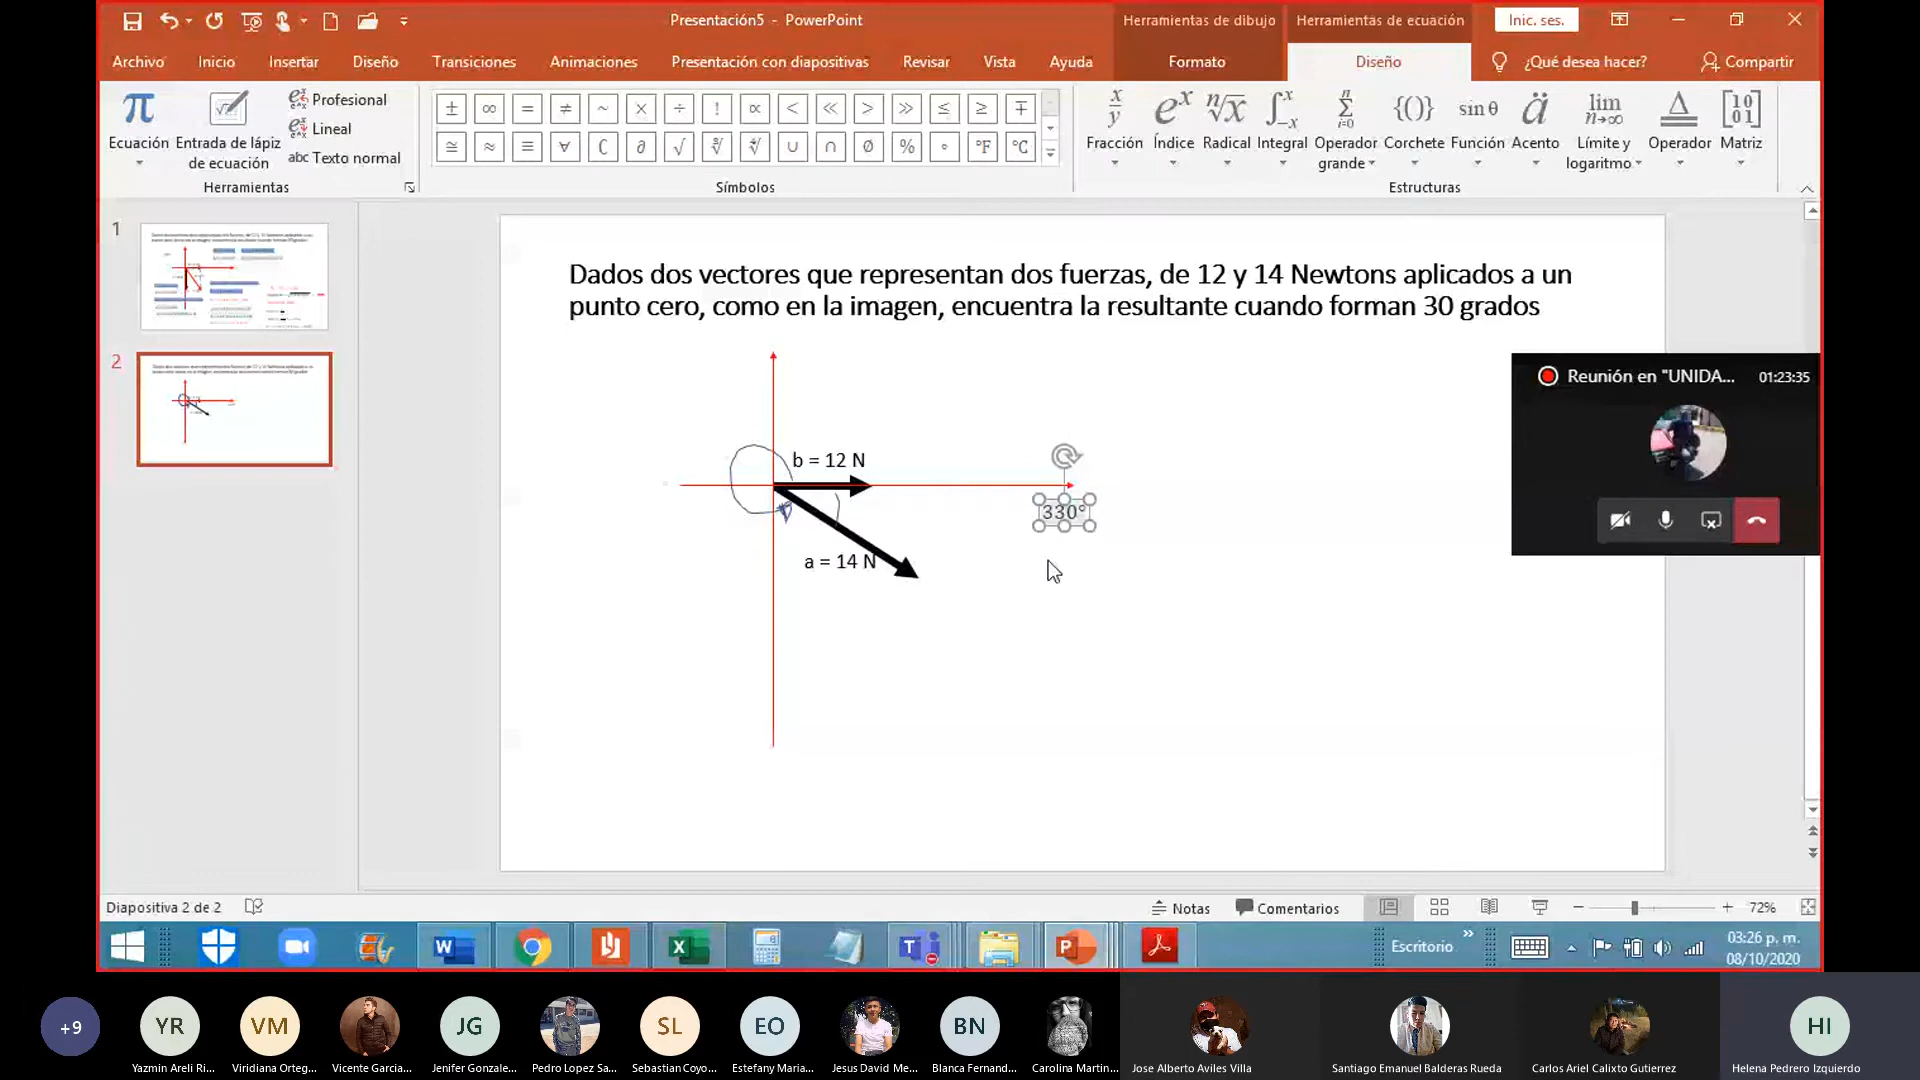 Presentación5 - PowerPoint
Herramientas de dibujo
Herramientas de ecuación
Inic. ses.
Archivo
Inicio
Insertar
Diseño
Transiciones
Animaciones
Presentación con diapositivas
Revisar
Vista
Ayuda
Formato
Diseño
¿Qué desea hacer?
Compartir
Ecuación
Entrada de lápiz
de ecuación
Profesional
Lineal
abc Texto normal
Herramientas
± ∞ = ≠ ~ × ÷ ! ∝ < ≪ > ≫ ≤ ≥ ∓
≅ ≈ ≡ ∀ ∁ ∂ √ ∛ ∜ ∪ ∩ ∅ % ° °F °C
Símbolos
Fracción
Índice
Radical
Integral
Operador
grande
Corchete
sin θ
Función
Acento
lim
n→∞
Límite y
logaritmo
Operador
Matriz
Estructuras
1
2
Dados dos vectores que representan dos fuerzas, de 12 y 14 Newtons aplicados a un
punto cero, como en la imagen, encuentra la resultante cuando forman 30 grados
b = 12 N
330°
a = 14 N
Reunión en "UNIDA...
01:23:35
Diapositiva 2 de 2
Notas
Comentarios
72%
Escritorio
03:26 p. m.
08/10/2020
+9
YR
VM
JG
SL
EO
BN
HI
Yazmin Areli Ri...
Viridiana Orteg...
Vicente Garcia...
Jenifer Gonzale...
Pedro Lopez Sa...
Sebastian Coyo...
Estefany Maria...
Jesus David Me...
Blanca Fernand...
Carolina Martin...
Jose Alberto Aviles Villa
Santiago Emanuel Balderas Rueda
Carlos Ariel Calixto Gutierrez
Helena Pedrero Izquierdo